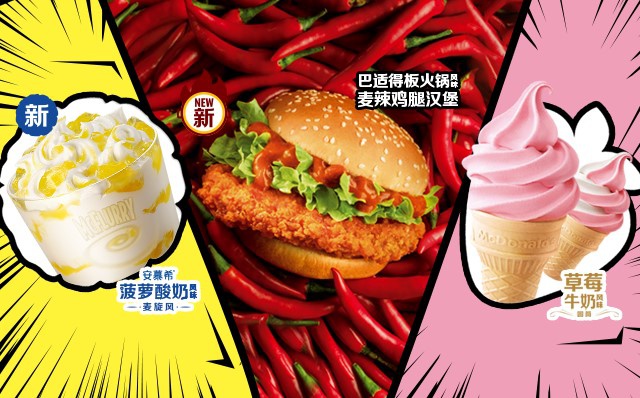 新
McFLURRY
安慕希
菠萝酸奶风味
·麦旋风·
NEW
新
巴适得板火锅风味
麦辣鸡腿汉堡
McDonald's
草莓
牛奶风味
圆筒